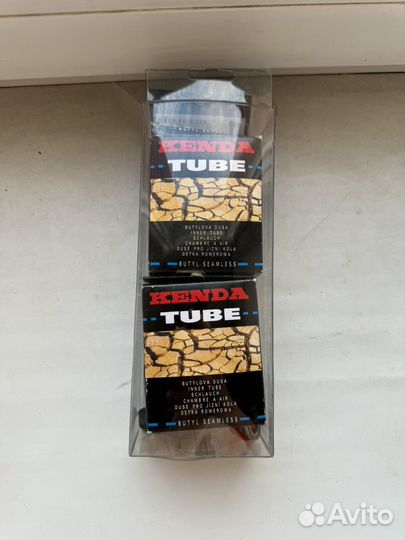 KENDA
TUBE
BUTYLOVA DUSA
INNER TUBE
SCHLAUCH
CHAMBRE A AIR
DUSE PRO JIZNI KOLA
DETKA ROWEROWA
BUTYL SEAMLESS
KENDA
TUBE
BUTYLOVA DUSA
INNER TUBE
SCHLAUCH
CHAMBRE A AIR
DUSE PRO JIZNI KOLA
DETKA ROWEROWA
BUTYL SEAMLESS
Avito